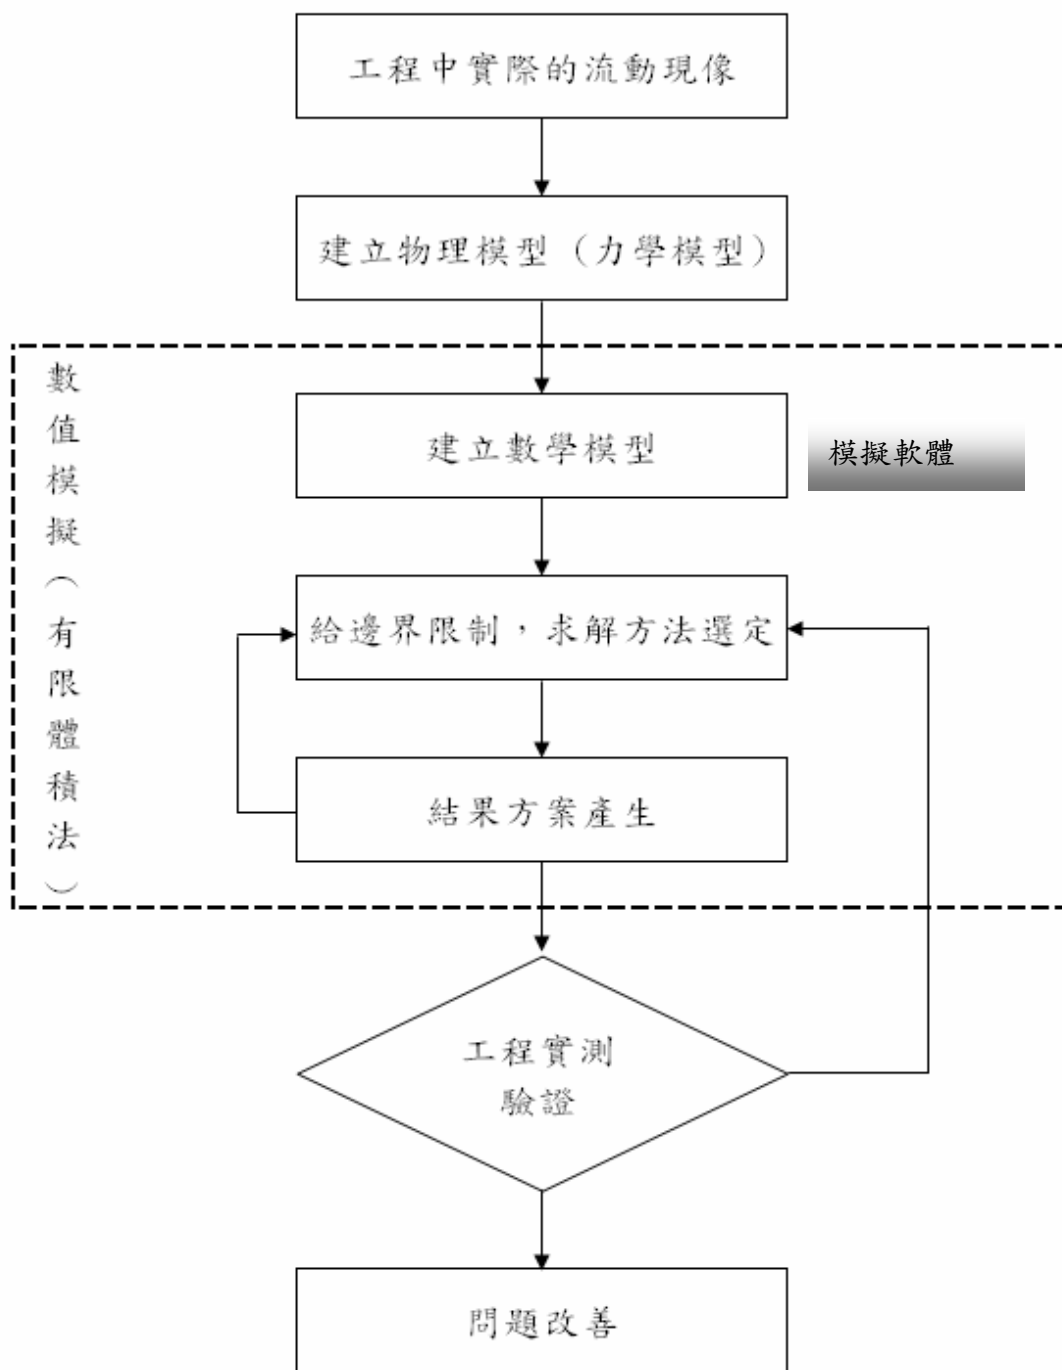 工程中實際的流動現像
建立物理模型（力學模型）
數值模擬（有限體積法）
建立數學模型
模擬軟體
給邊界限制，求解方法選定
結果方案產生
工程實測
驗證
問題改善